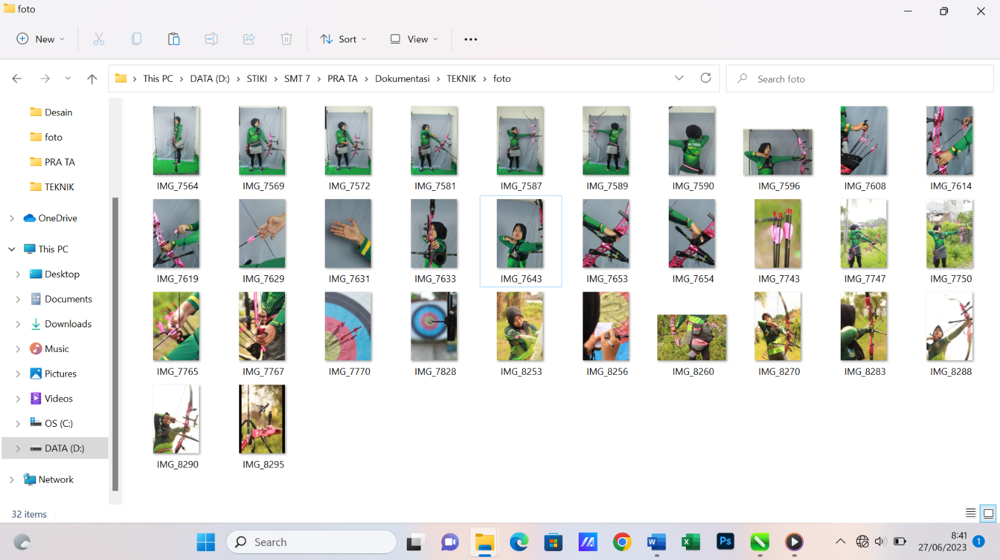 foto
New
Sort
View
This PC
DATA (D:)
STIKI
SMT 7
PRA TA
Dokumentasi
TEKNIK
foto
Search foto
Desain
foto
PRA TA
TEKNIK
OneDrive
This PC
Desktop
Documents
Downloads
Music
Pictures
Videos
OS (C:)
DATA (D:)
Network
IMG_7564
IMG_7569
IMG_7572
IMG_7581
IMG_7587
IMG_7589
IMG_7590
IMG_7596
IMG_7608
IMG_7614
IMG_7619
IMG_7629
IMG_7631
IMG_7633
IMG_7643
IMG_7653
IMG_7654
IMG_7743
IMG_7747
IMG_7750
IMG_7765
IMG_7767
IMG_7770
IMG_7828
IMG_8253
IMG_8256
IMG_8260
IMG_8270
IMG_8283
IMG_8288
IMG_8290
IMG_8295
32 items
Search
W
X
Ps
8:41
27/06/2023
1